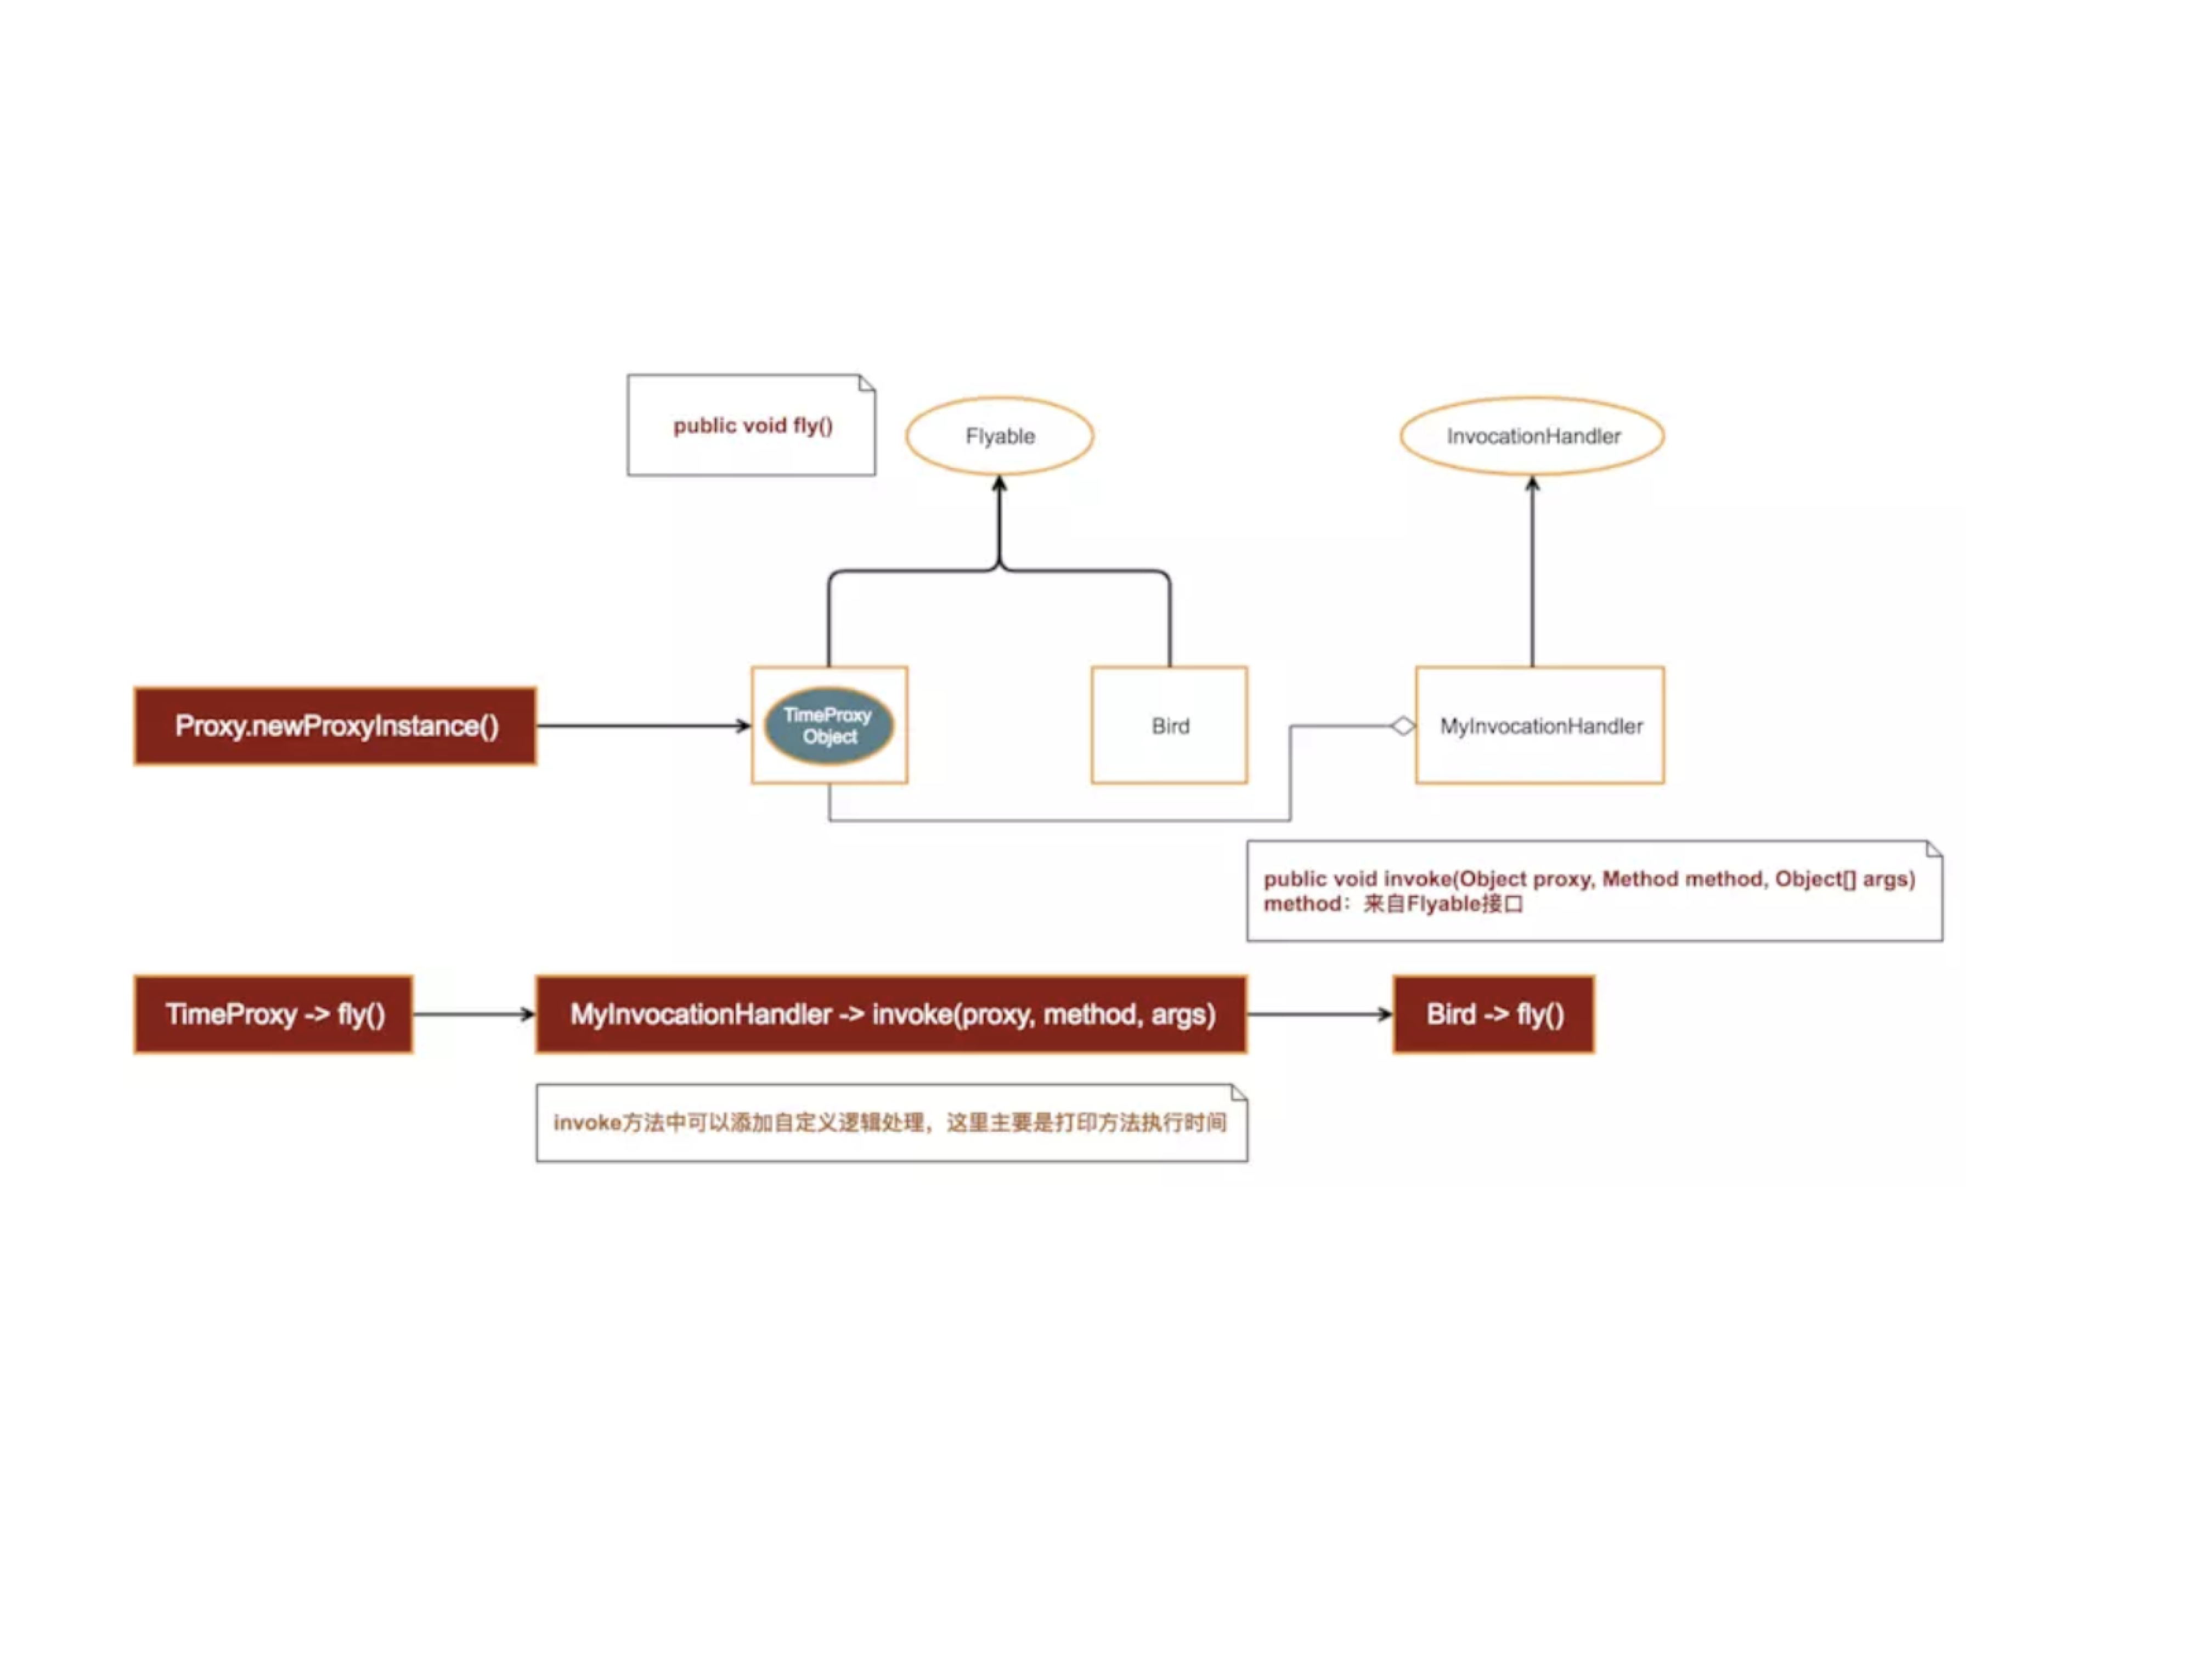 public void fly()
Flyable
InvocationHandler
Proxy.newProxyInstance()
TimeProxy
Object
Bird
MyInvocationHandler
public void invoke(Object proxy, Method method, Object[] args)
method：来自Flyable接口
TimeProxy -> fly()
MyInvocationHandler -> invoke(proxy, method, args)
Bird -> fly()
invoke方法中可以添加自定义逻辑处理，这里主要是打印方法执行时间